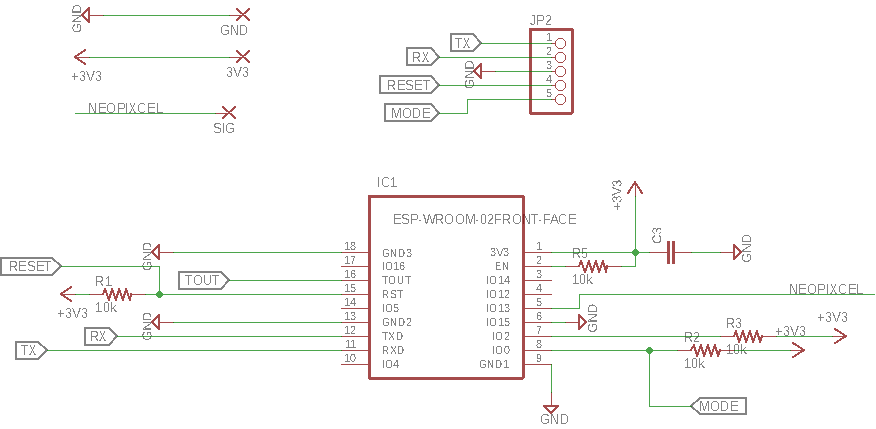 GND
GND
+3V3
3V3
NEOPIXCEL
SIG
JP2
TX
1
RX
2
GND
3
RESET
4
MODE
5
IC1
ESP-WROOM-02FRONT-FACE
+3V3
C3
GND
GND
18
GND3
3V3
1
RESET
17
IO16
EN
2
R5
10k
TOUT
16
TOUT
IO14
3
R1
10k
+3V3
15
RST
IO12
4
NEOPIXCEL
14
IO5
IO13
5
GND
13
GND2
IO15
6
GND
RX
12
TXD
IO2
7
R3
10k
+3V3
TX
11
RXD
IO0
8
R2
10k
+3V3
10
IO4
GND1
9
MODE
GND